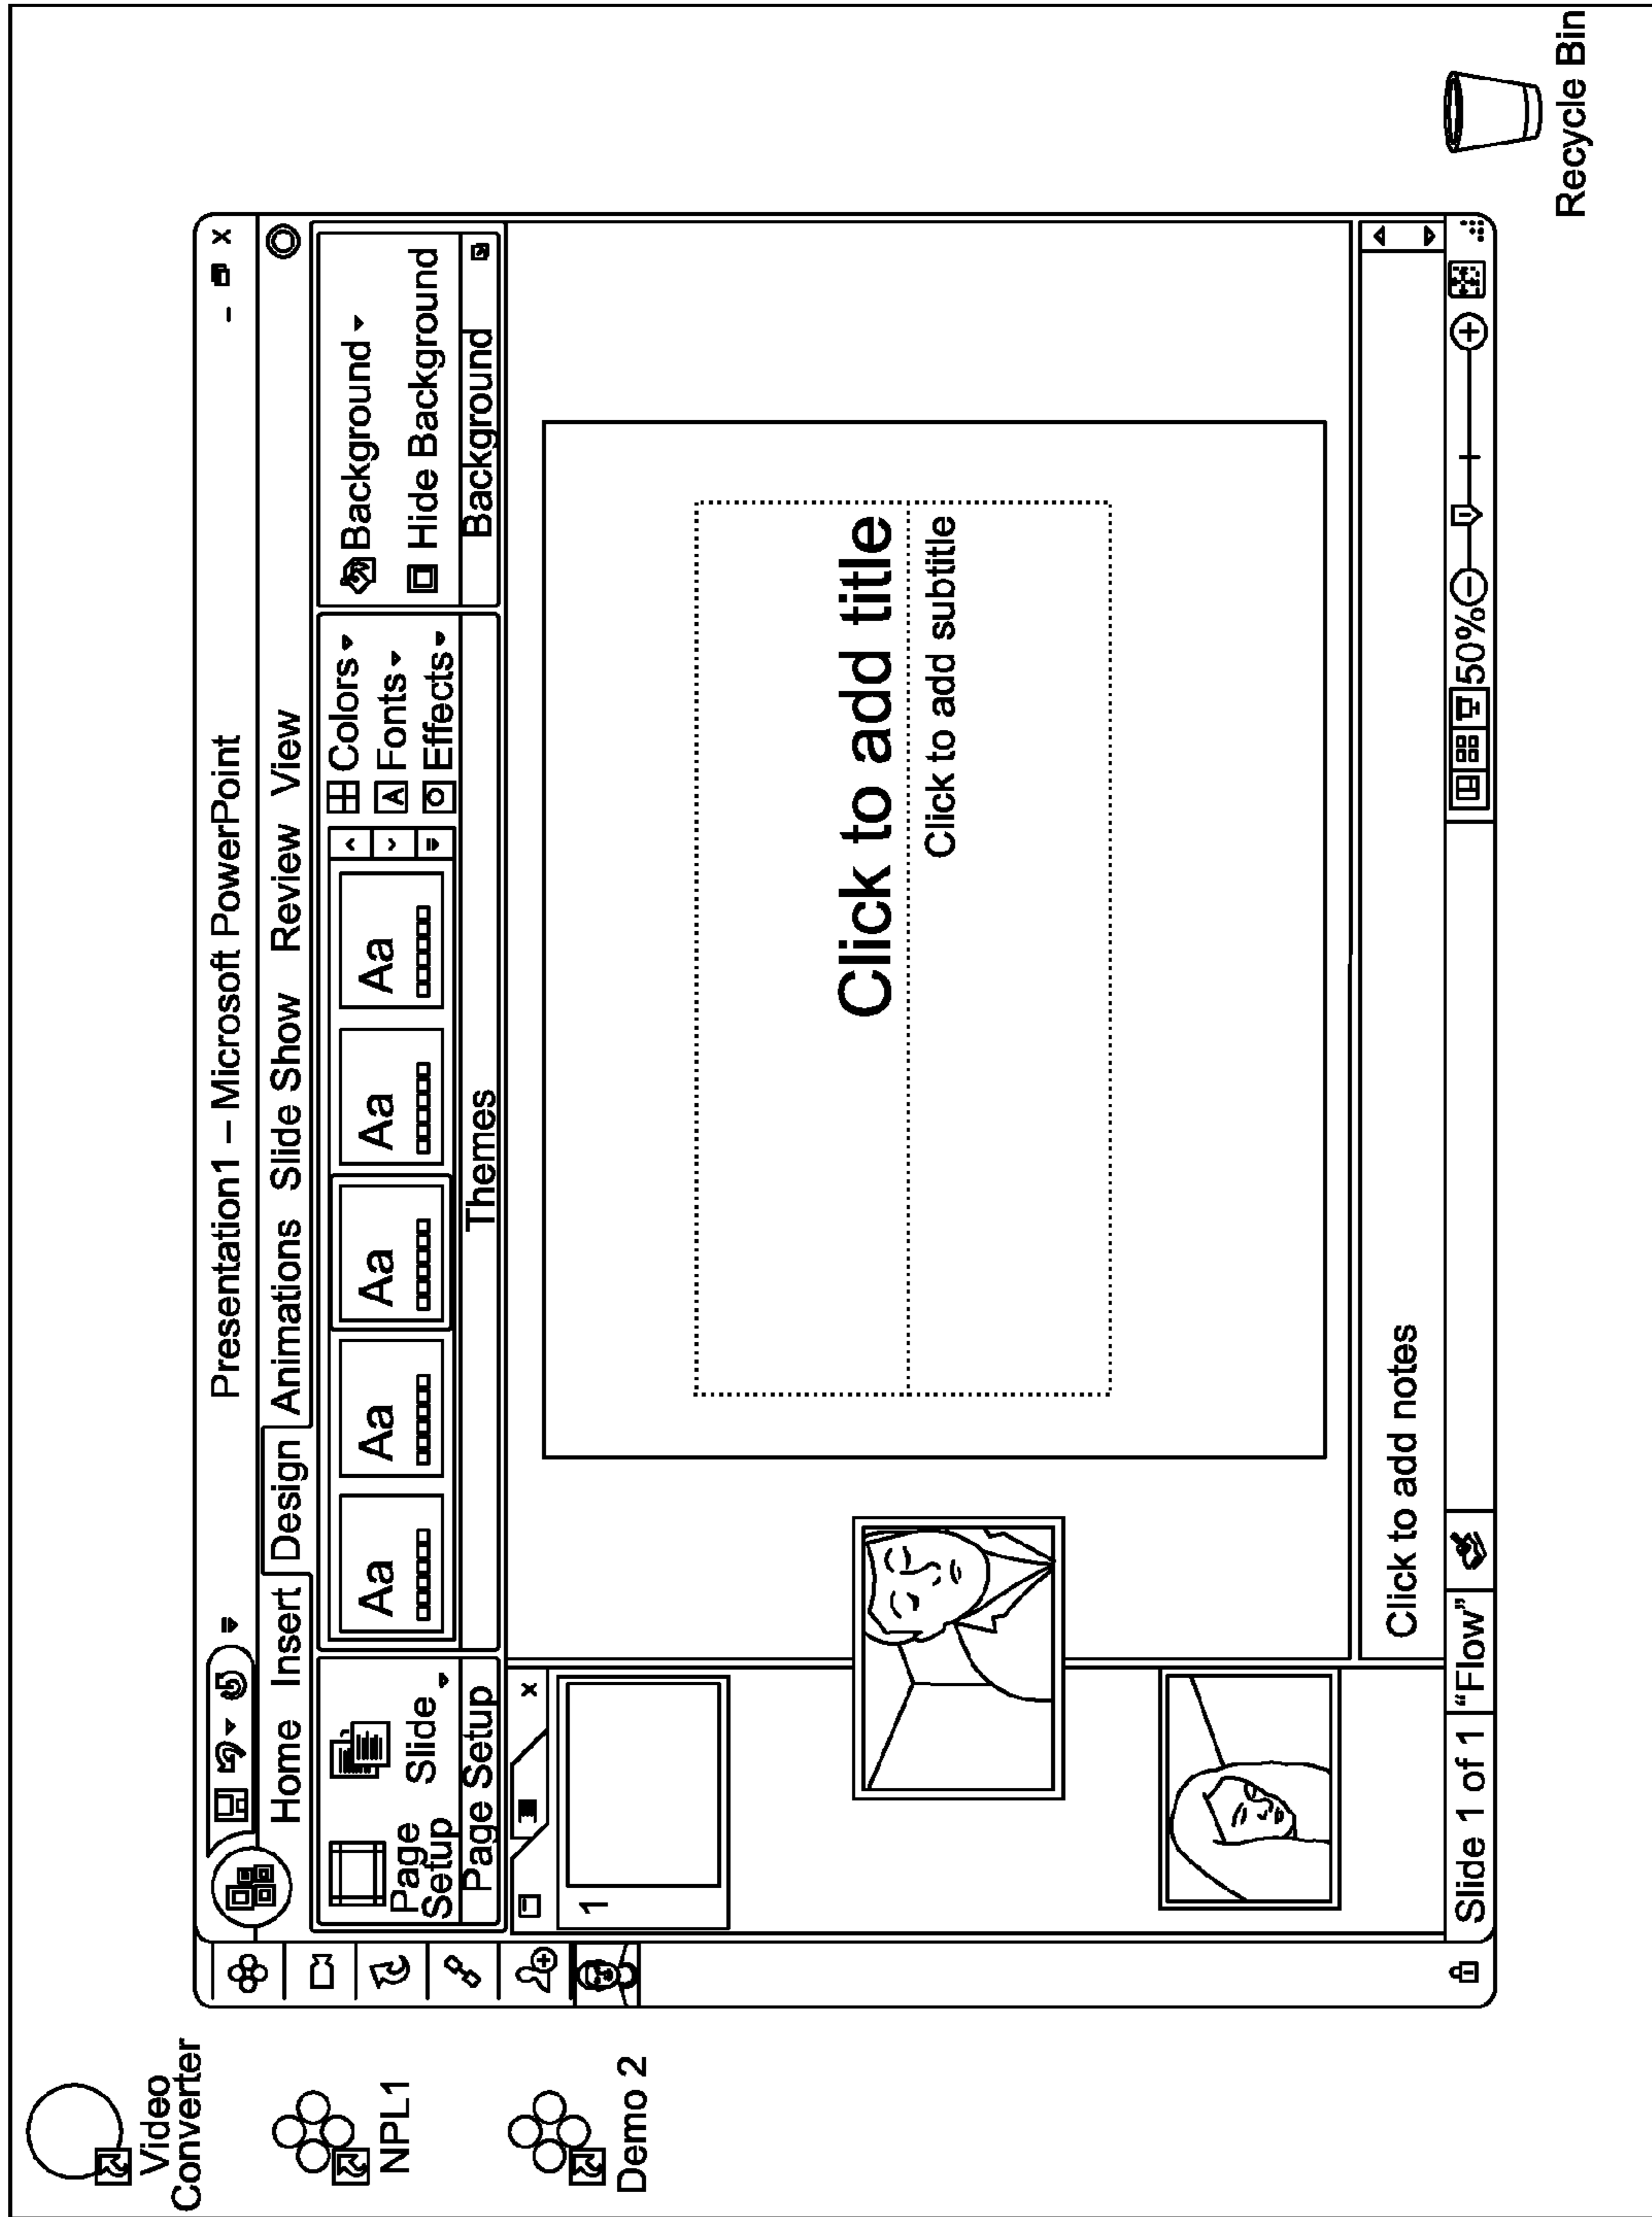 Video
Converter
NPL1
Demo 2
Presentation1 – Microsoft PowerPoint
Home Insert Design Animations Slide Show Review View
Page
Setup
Slide
Page Setup
Aa Aa Aa Aa Aa
Colors
A Fonts
Effects
Themes
Background
Hide Background
Background
1
Click to add title
Click to add subtitle
Click to add notes
Slide 1 of 1 “Flow” 50%
Recycle Bin